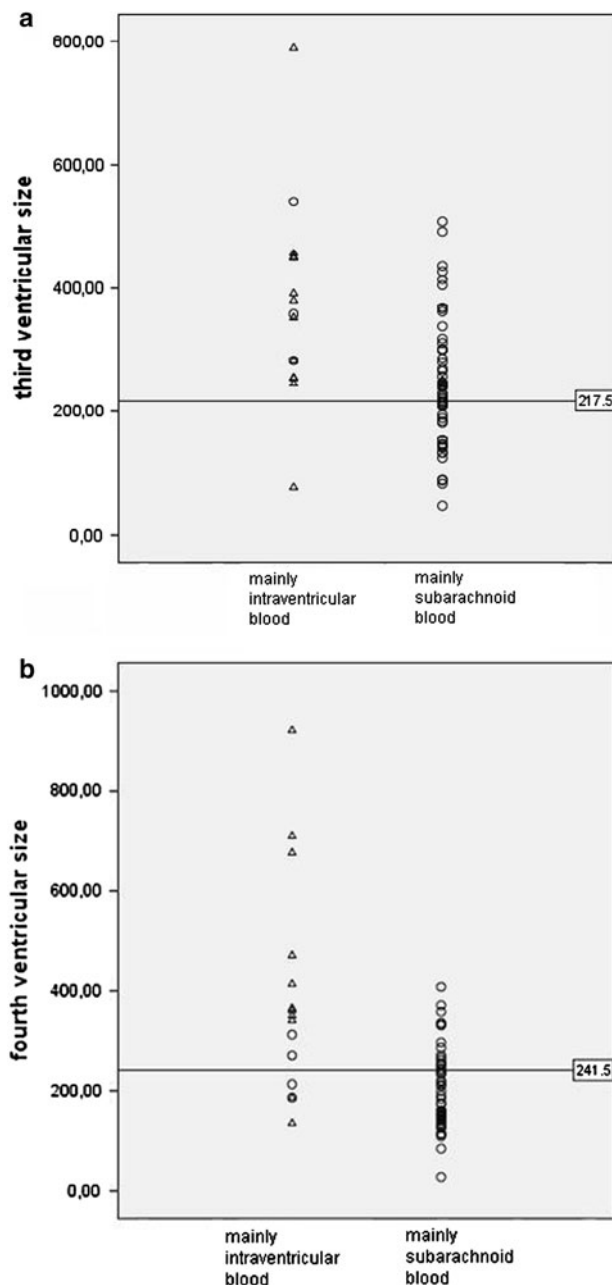 a
800,00
600,00
400,00
200,00
0,00
third ventricular size
217.5
mainly
intraventricular
blood
mainly
subarachnoid
blood
b
1000,00
800,00
600,00
400,00
200,00
0,00
fourth ventricular size
241.5
mainly
intraventricular
blood
mainly
subarachnoid
blood